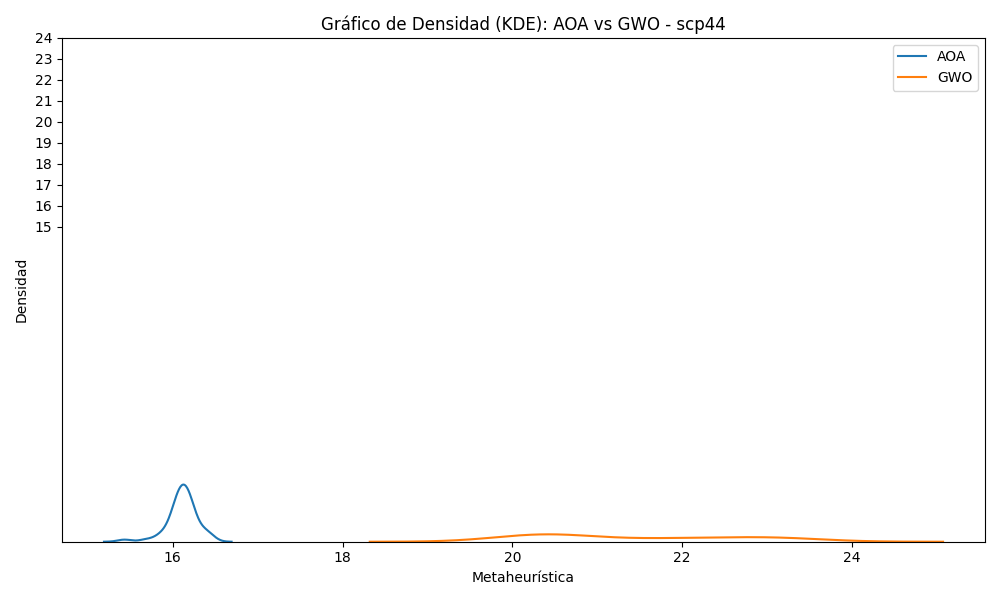 Gráfico de Densidad (KDE): AOA vs GWO - scp44
AOA
GWO
24
23
22
21
20
19
18
17
16
15
Densidad
16 18 20 22 24
Metaheurística